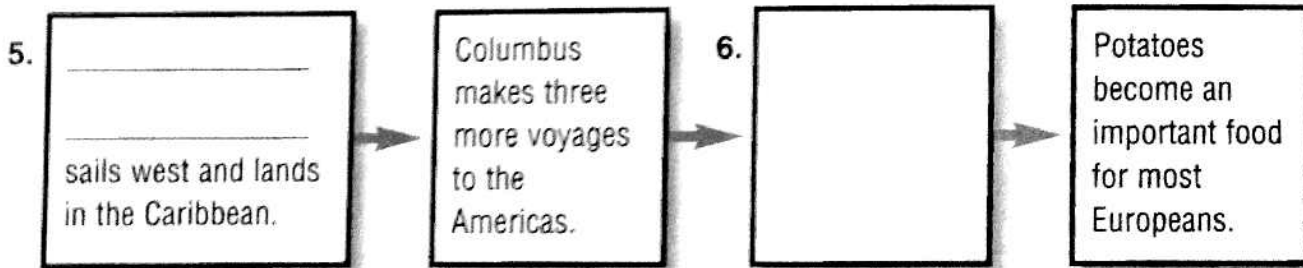 5.
sails west and lands
in the Caribbean.
Columbus
makes three
more voyages
to the
Americas.
6.
Potatoes
become an
important food
for most
Europeans.